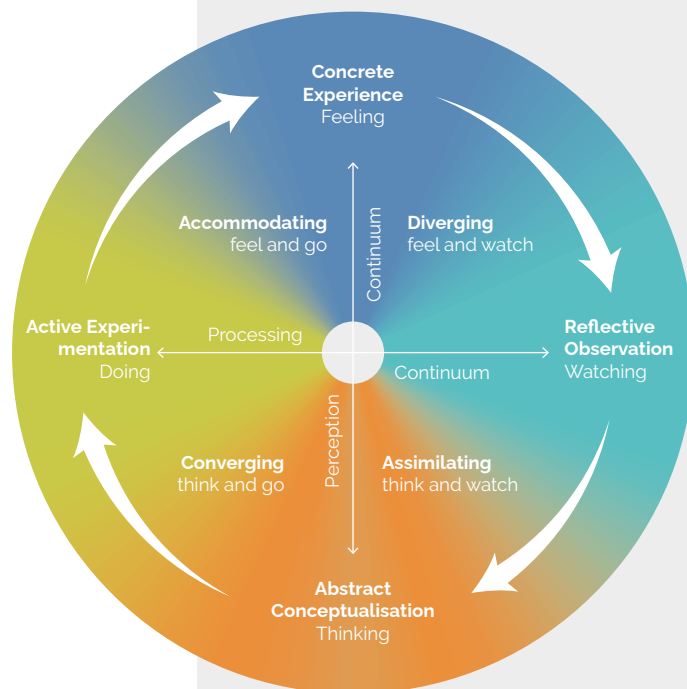 Concrete
Experience
Feeling
Accommodating
feel and go
Continuum
Diverging
feel and watch
Active Experi-
mentation
Doing
Processing
Continuum
Reflective
Observation
Watching
Converging
think and go
Perception
Assimilating
think and watch
Abstract
Conceptualisation
Thinking